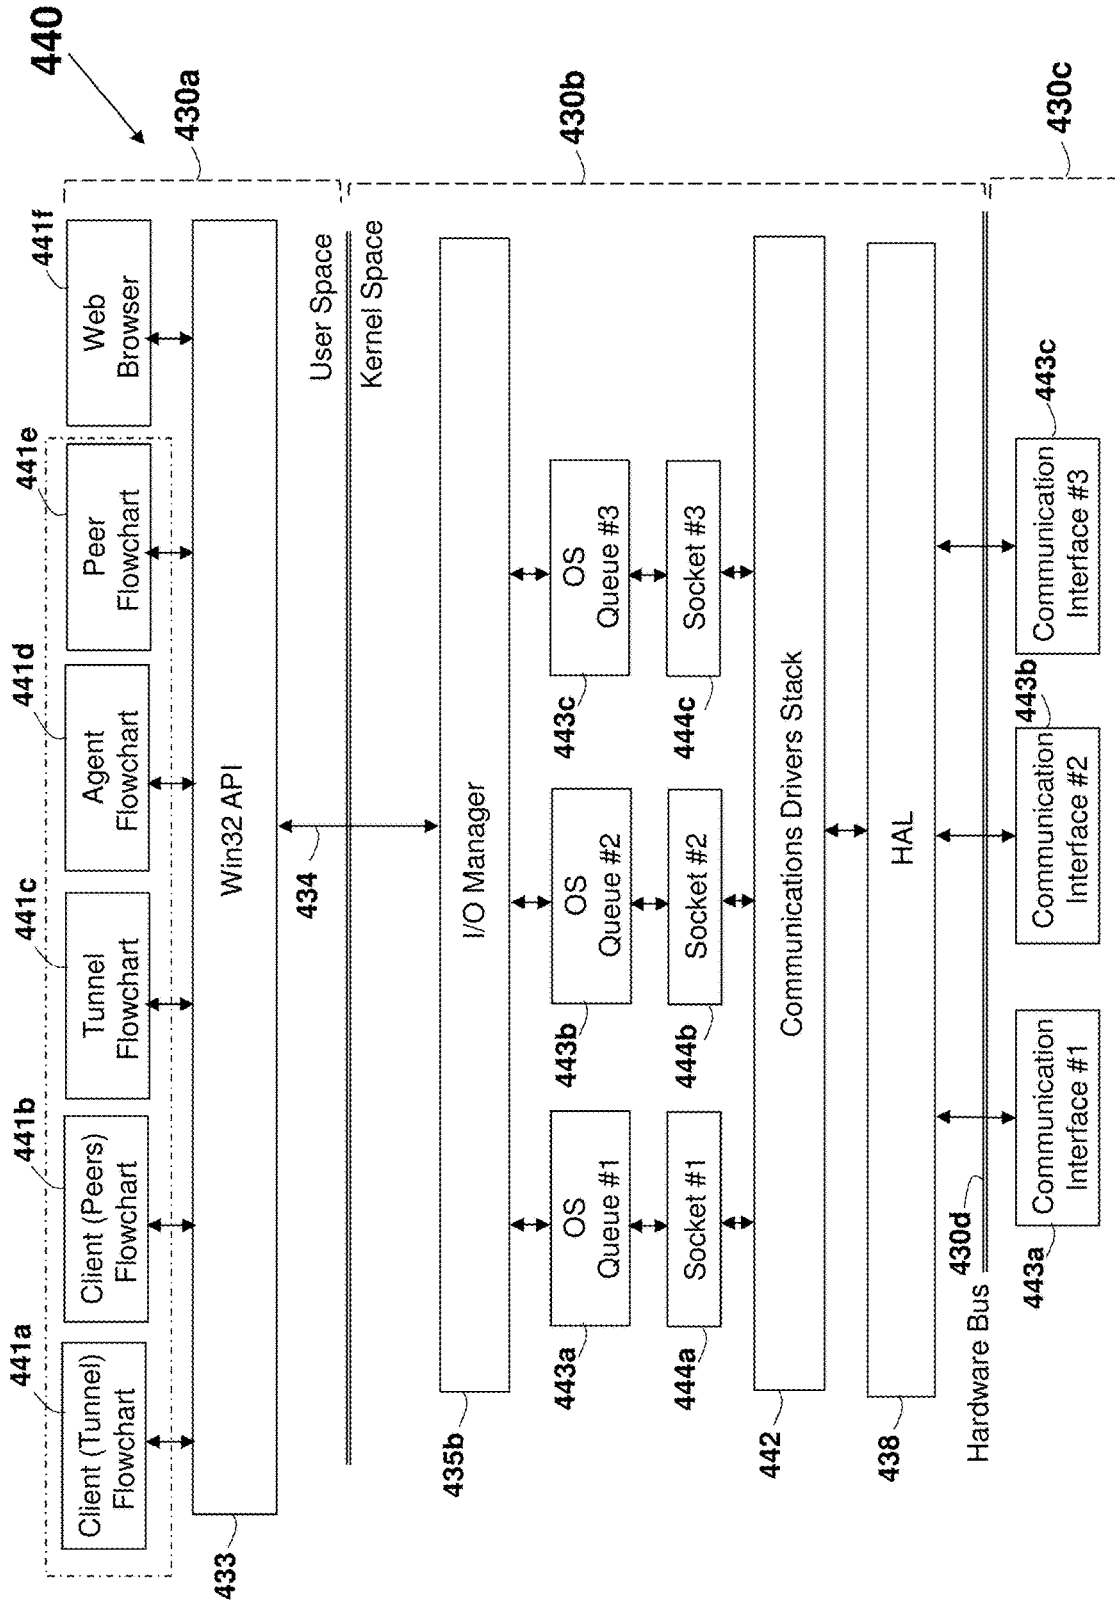 440
430a
430b
430c
441a
441b
441c
441d
441e
441f
Client (Tunnel)
Flowchart
Client (Peers)
Flowchart
Tunnel
Flowchart
Agent
Flowchart
Peer
Flowchart
Web
Browser
433
Win32 API
434
User Space
Kernel Space
435b
I/O Manager
443a
OS
Queue #1
443b
OS
Queue #2
443c
OS
Queue #3
444a
Socket #1
444b
Socket #2
444c
Socket #3
442
Communications Drivers Stack
438
HAL
Hardware Bus
430d
443a
Communication
Interface #1
443b
Communication
Interface #2
443c
Communication
Interface #3